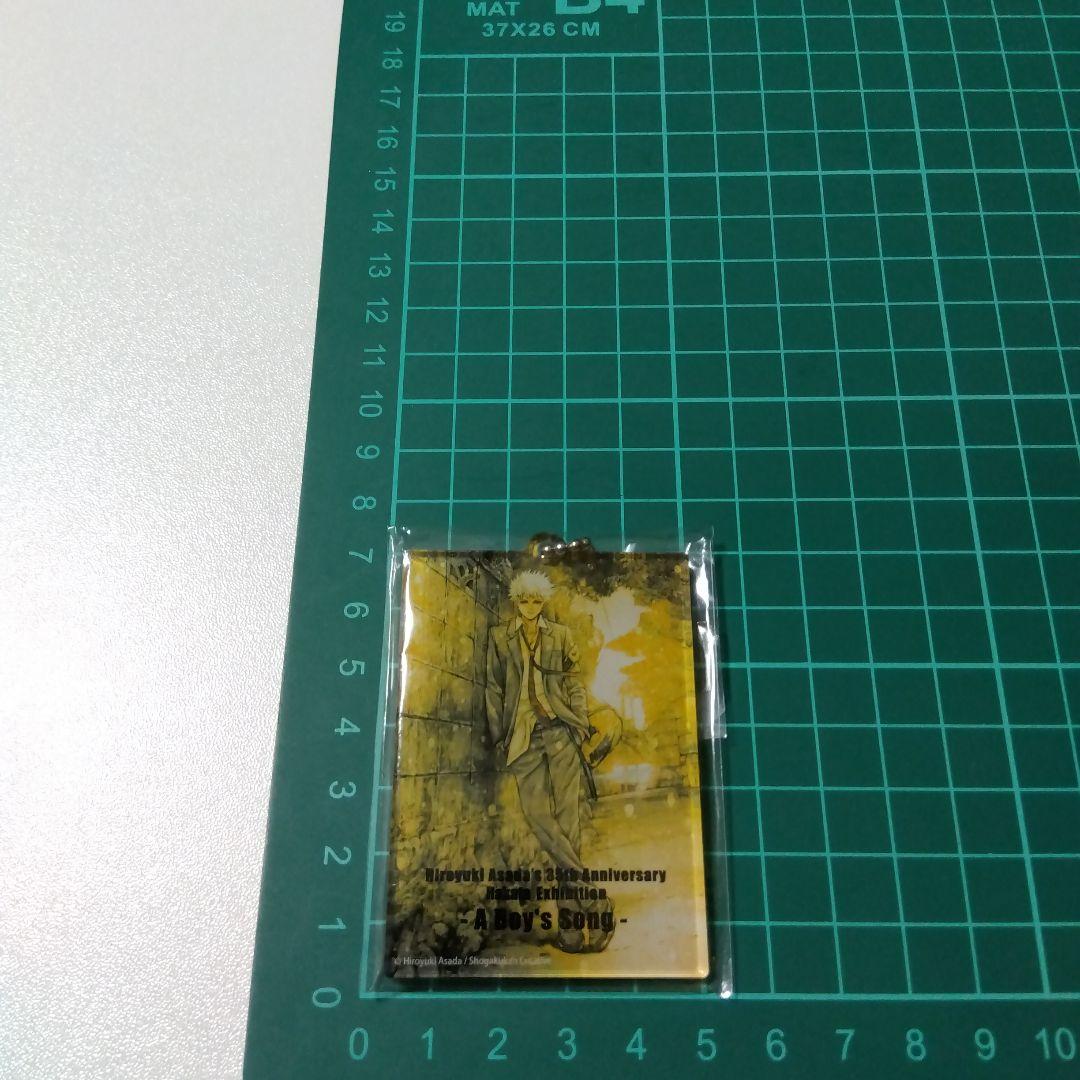 MAT B4
37X26 CM
19
18
17
16
15
14
13
12
11
10
9
8
7
6
5
4
3
2
1
0
Hiroyuki Asada's 35th Anniversary
Exhibition
- A Boy's Song -
© Hiroyuki Asada / Shogakukan Creative
0 1 2 3 4 5 6 7 8 9 10